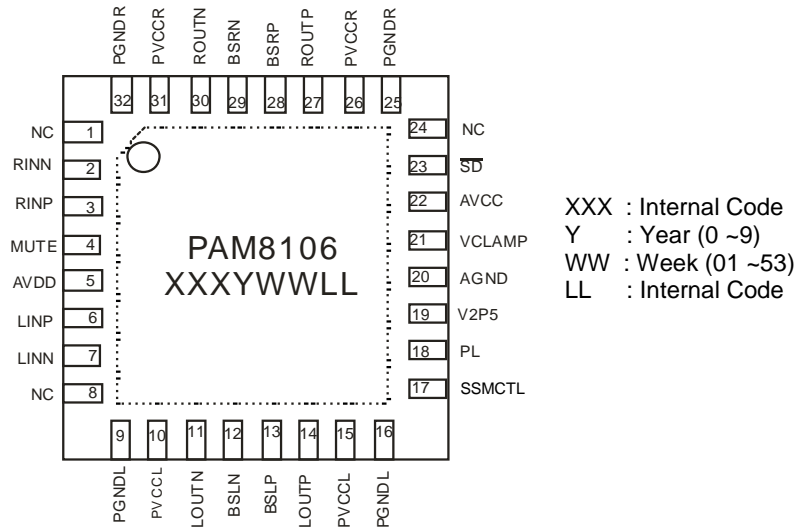 PGNDR PVCCR ROUTN BSRN BSRP ROUTP PVCCR PGNDR
32 31 30 29 28 27 26 25
NC 1
RINN 2
RINP 3
MUTE 4
AVDD 5
LINP 6
LINN 7
NC 8
PAM8106
XXXYWWLL
24 NC
23 SD
22 AVCC
21 VCLAMP
20 AGND
19 V2P5
18 PL
17 SSMCTL
9 10 11 12 13 14 15 16
PGNDL PVCCL LOUTN BSLN BSLP LOUTP PVCCL PGNDL
XXX : Internal Code
Y : Year (0 ~9)
WW : Week (01 ~53)
LL : Internal Code